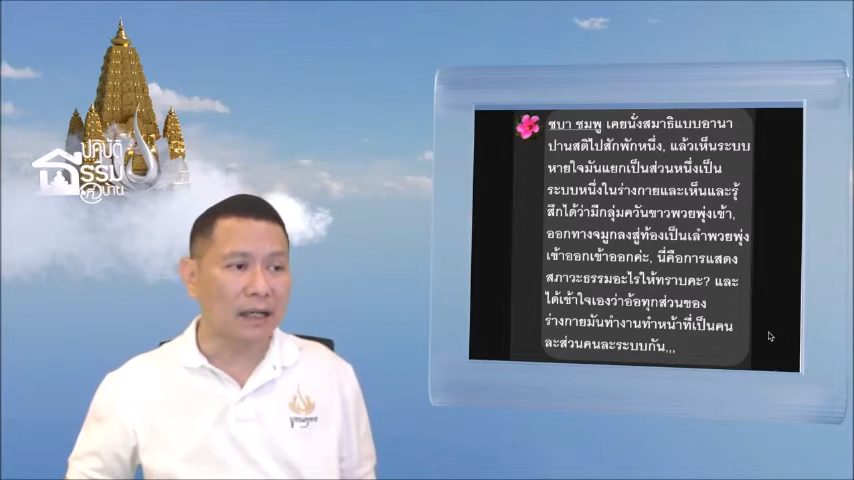 ปฏิบัติ
ธรรม
@บ้าน
ชบา ชมพู เคยนั่งสมาธิแบบอานา
ปานสติไปสักพักหนึ่ง, แล้วเห็นระบบ
หายใจมันแยกเป็นส่วนหนึ่งเป็น
ระบบหนึ่งในร่างกายและเห็นและรู้
สึกได้ว่ามีกลุ่มควันขาวพวยพุ่งเข้า,
ออกทางจมูกลงสู่ท้องเป็นเลำพวยพุ่ง
เข้าออกเข้าออกค่ะ, นี่คือการแสดง
สภาวะธรรมอะไรให้ทราบคะ? และ
ได้เข้าใจเองว่าอ้อทุกส่วนของ
ร่างกายมันทำงานทำหน้าที่เป็นคน
ละส่วนคนละระบบกัน,,,